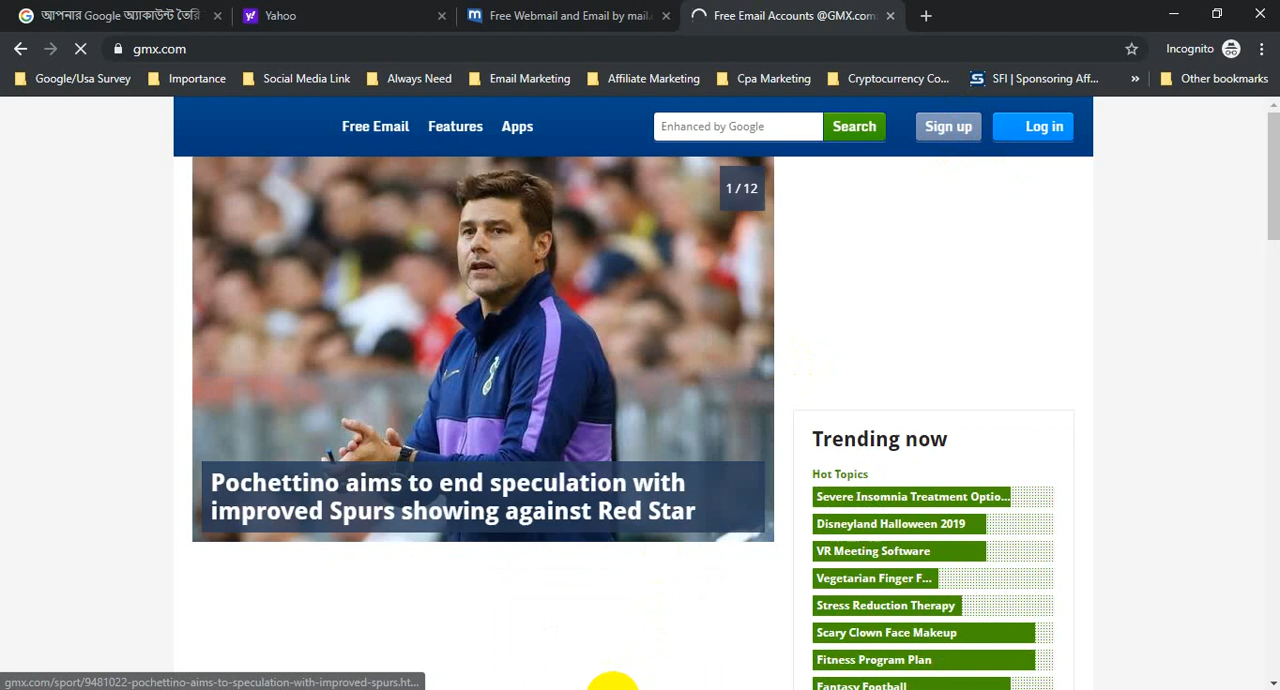 আপনার Google অ্যাকাউন্ট তৈরি
Yahoo
Free Webmail and Email by mail.
Free Email Accounts @GMX.com
gmx.com
Incognito
Google/Usa Survey
Importance
Social Media Link
Always Need
Email Marketing
Affiliate Marketing
Cpa Marketing
Cryptocurrency Co...
SFI | Sponsoring Aff...
»
Other bookmarks
Free Email
Features
Apps
Enhanced by Google
Search
Sign up
Log in
1 / 12
Pochettino aims to end speculation with
improved Spurs showing against Red Star
Trending now
Hot Topics
Severe Insomnia Treatment Optio...
Disneyland Halloween 2019
VR Meeting Software
Vegetarian Finger F...
Stress Reduction Therapy
Scary Clown Face Makeup
Fitness Program Plan
Fantasy Football
gmx.com/sport/9481022-pochettino-aims-to-speculation-with-improved-spurs.ht...